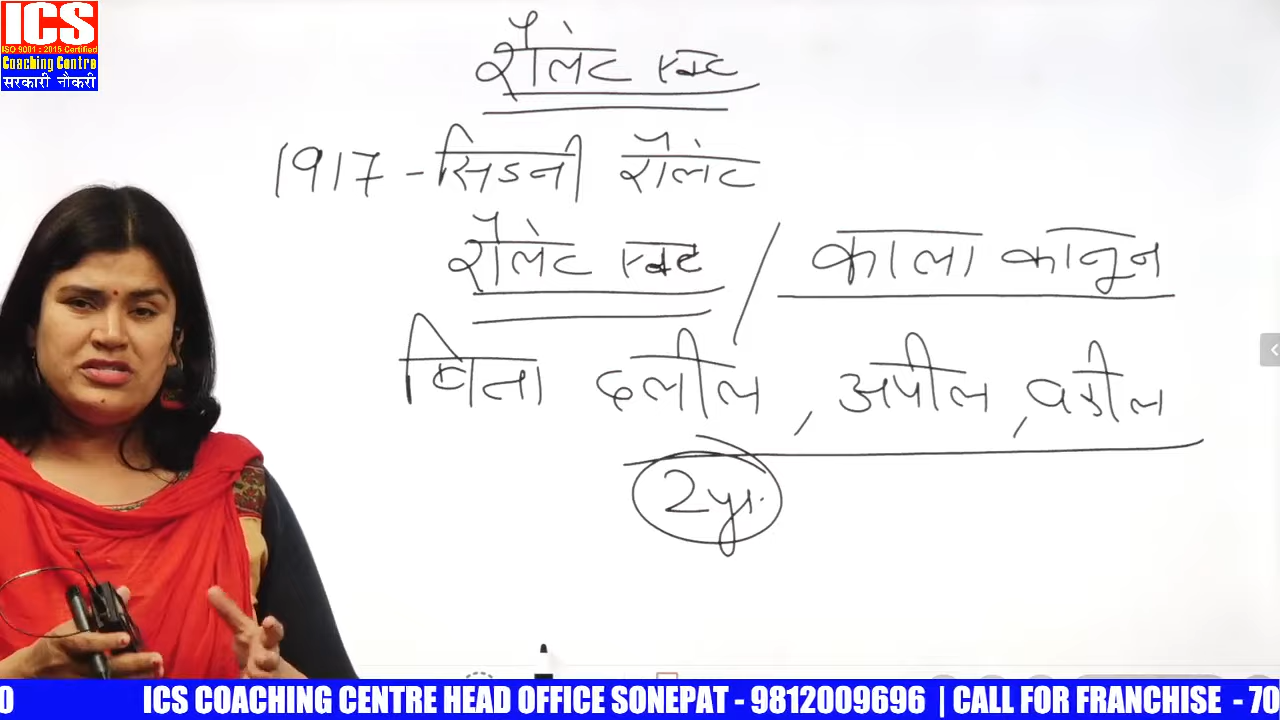 ICS
ISO 9001 : 2015 Certified
Coaching Centre
सरकारी नौकरी
रौलेंट एक्ट
1917 - सिडनी रौलेंट
रौलेंट एक्ट / काला कानून
बिना दलील , अपील , वकील
2yr.
0 ICS COACHING CENTRE HEAD OFFICE SONEPAT - 9812009696 | CALL FOR FRANCHISE - 70